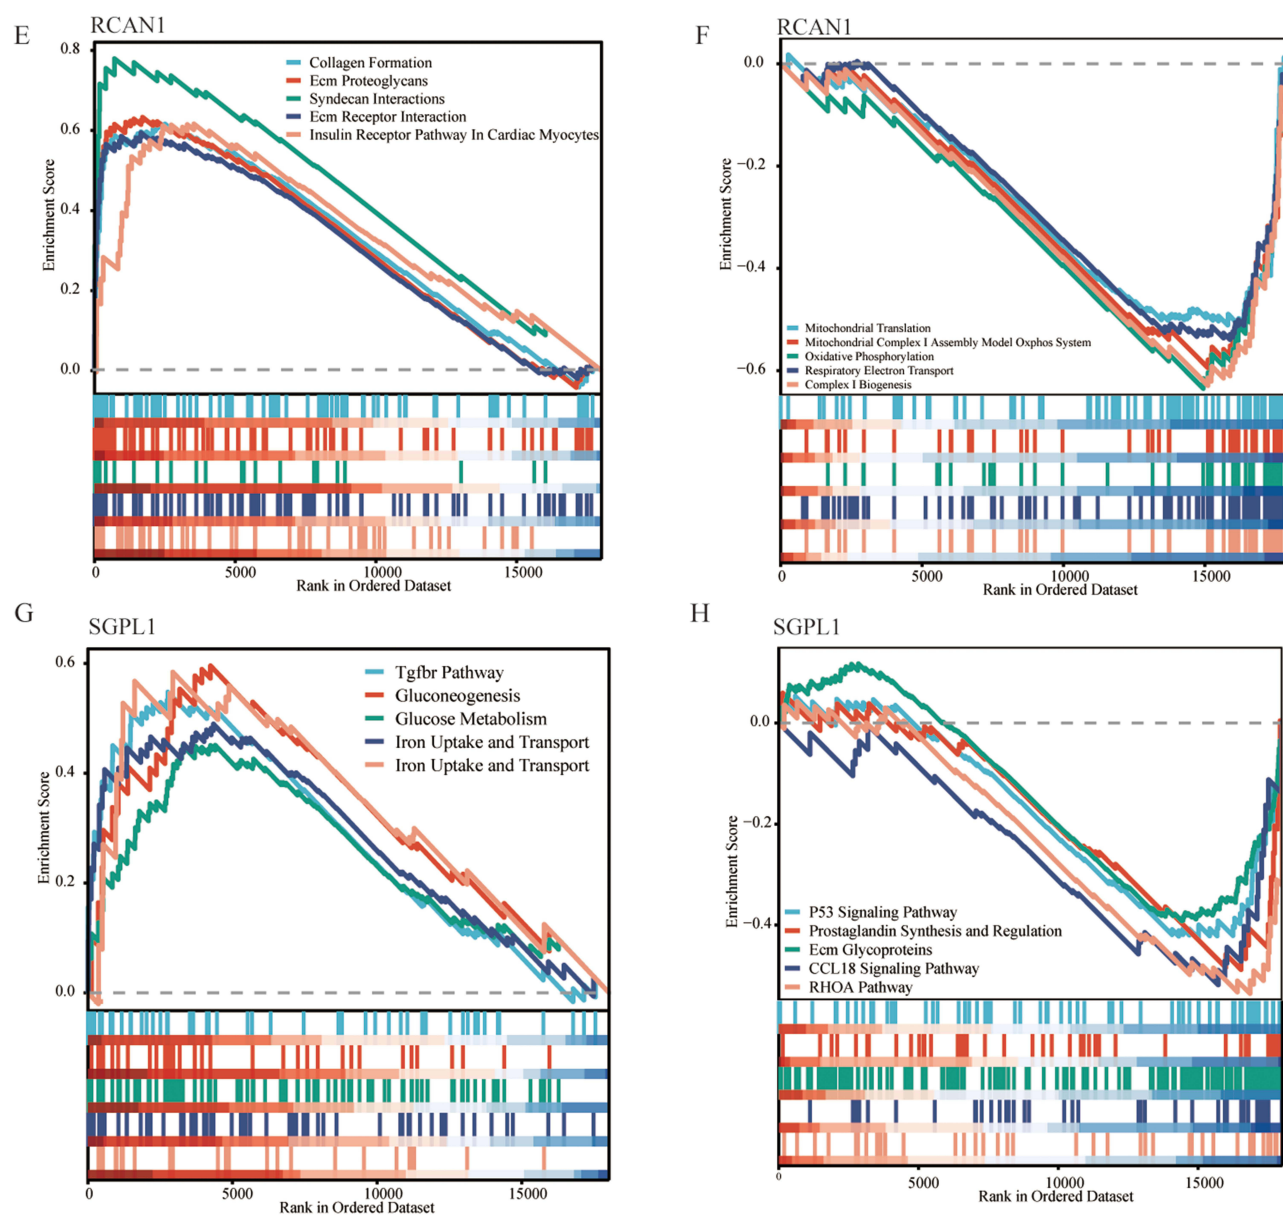 E
RCAN1
0.8
0.6
0.4
0.2
0.0
Enrichment Score
Collagen Formation
Ecm Proteoglycans
Syndecan Interactions
Ecm Receptor Interaction
Insulin Receptor Pathway In Cardiac Myocytes
0
5000
10000
15000
Rank in Ordered Dataset
F
RCAN1
0.0
−0.2
−0.4
−0.6
Enrichment Score
Mitochondrial Translation
Mitochondrial Complex I Assembly Model Oxphos System
Oxidative Phosphorylation
Respiratory Electron Transport
Complex I Biogenesis
0
5000
10000
15000
Rank in Ordered Dataset
G
SGPL1
0.6
0.4
0.2
0.0
Enrichment Score
Tgfbr Pathway
Gluconeogenesis
Glucose Metabolism
Iron Uptake and Transport
Iron Uptake and Transport
0
5000
10000
15000
Rank in Ordered Dataset
H
SGPL1
0.0
−0.2
−0.4
Enrichment Score
P53 Signaling Pathway
Prostaglandin Synthesis and Regulation
Ecm Glycoproteins
CCL18 Signaling Pathway
RHOA Pathway
0
5000
10000
15000
Rank in Ordered Dataset